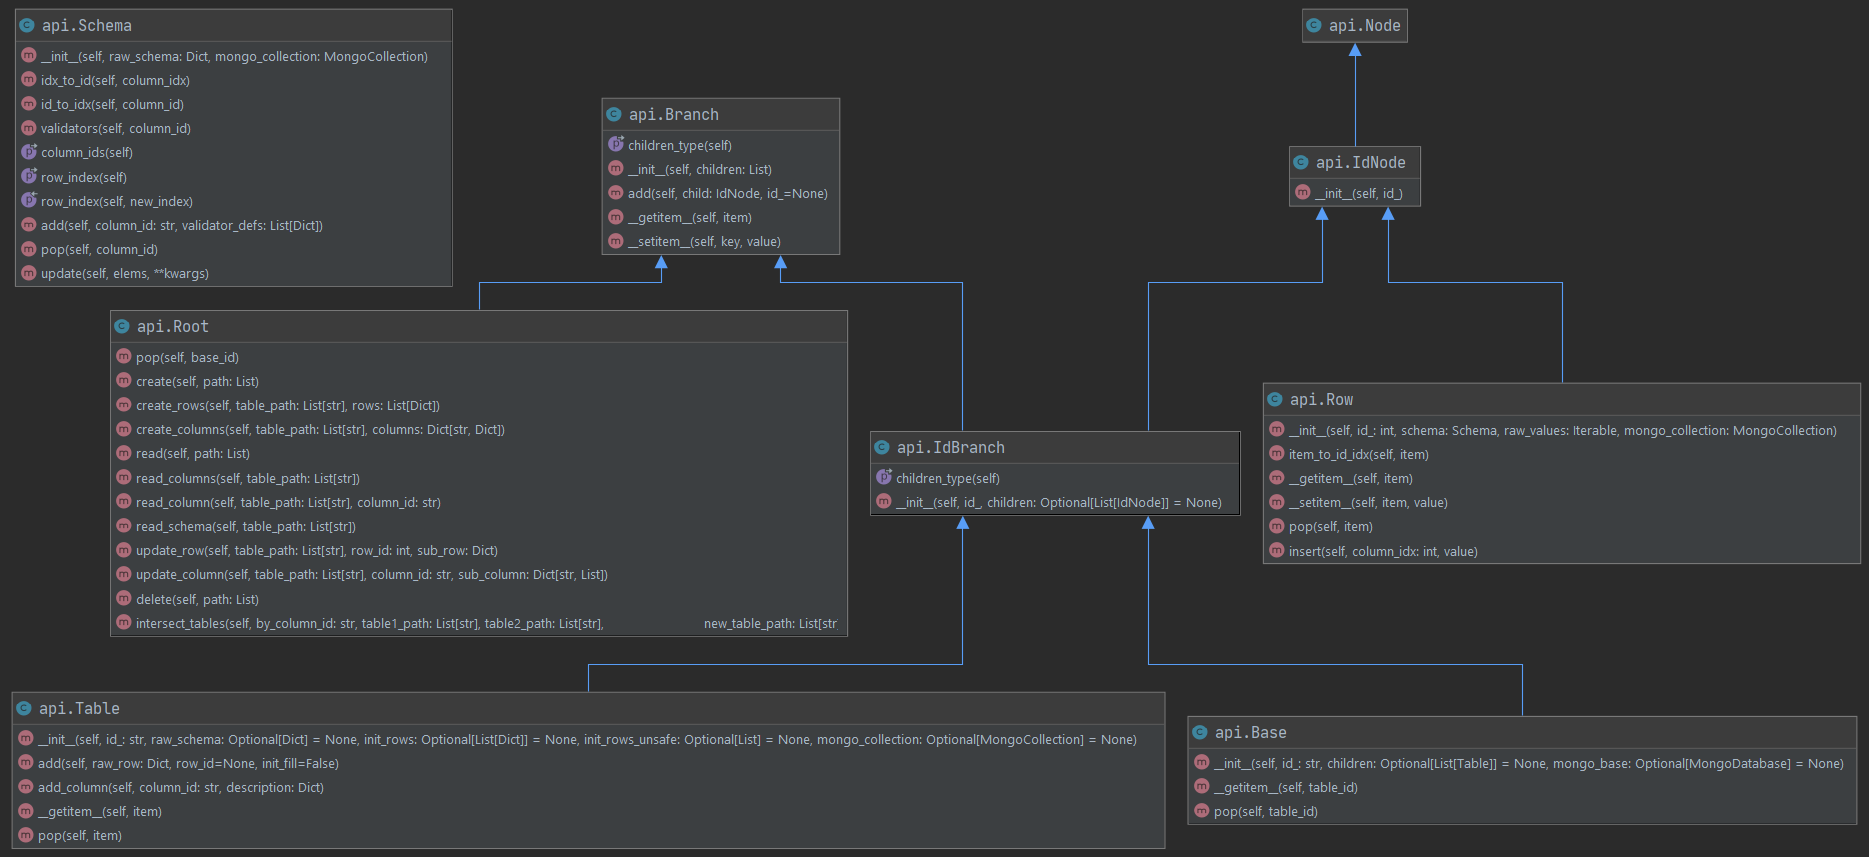 api.Schema
__init__(self, raw_schema: Dict, mongo_collection: MongoCollection)
idx_to_id(self, column_idx)
id_to_idx(self, column_id)
validators(self, column_id)
column_ids(self)
row_index(self)
row_index(self, new_index)
add(self, column_id: str, validator_defs: List[Dict])
pop(self, column_id)
update(self, elems, **kwargs)
api.Branch
children_type(self)
__init__(self, children: List)
add(self, child: IdNode, id_=None)
__getitem__(self, item)
__setitem__(self, key, value)
api.Node
api.IdNode
__init__(self, id_)
api.Root
pop(self, base_id)
create(self, path: List)
create_rows(self, table_path: List[str], rows: List[Dict])
create_columns(self, table_path: List[str], columns: Dict[str, Dict])
read(self, path: List)
read_columns(self, table_path: List[str])
read_column(self, table_path: List[str], column_id: str)
read_schema(self, table_path: List[str])
update_row(self, table_path: List[str], row_id: int, sub_row: Dict)
update_column(self, table_path: List[str], column_id: str, sub_column: Dict[str, List])
delete(self, path: List)
intersect_tables(self, by_column_id: str, table1_path: List[str], table2_path: List[str], new_table_path: List[str
api.IdBranch
children_type(self)
__init__(self, id_, children: Optional[List[IdNode]] = None)
api.Row
__init__(self, id_: int, schema: Schema, raw_values: Iterable, mongo_collection: MongoCollection)
item_to_id_idx(self, item)
__getitem__(self, item)
__setitem__(self, item, value)
pop(self, item)
insert(self, column_idx: int, value)
api.Table
__init__(self, id_: str, raw_schema: Optional[Dict] = None, init_rows: Optional[List[Dict]] = None, init_rows_unsafe: Optional[List] = None, mongo_collection: Optional[MongoCollection] = None)
add(self, raw_row: Dict, row_id=None, init_fill=False)
add_column(self, column_id: str, description: Dict)
__getitem__(self, item)
pop(self, item)
api.Base
__init__(self, id_: str, children: Optional[List[Table]] = None, mongo_base: Optional[MongoDatabase] = None)
__getitem__(self, table_id)
pop(self, table_id)